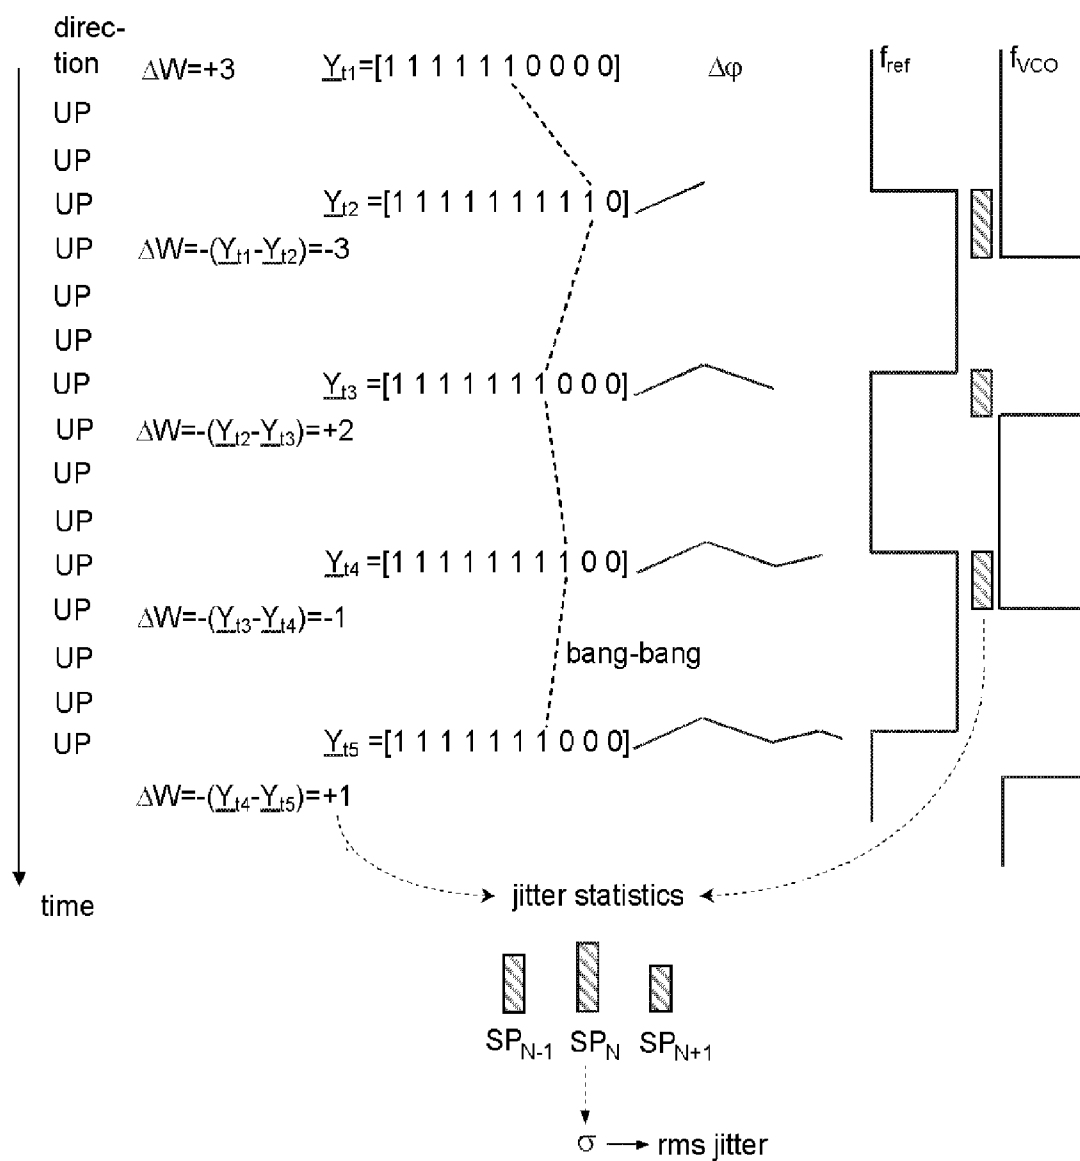 direc-
tion ΔW=+3 Y_t1=[1 1 1 1 1 1 0 0 0 0] Δφ f_ref f_VCO
UP
UP
UP Y_t2 =[1 1 1 1 1 1 1 1 1 0]
UP ΔW=-(Y_t1-Y_t2)=-3
UP
UP
UP Y_t3 =[1 1 1 1 1 1 1 0 0 0]
UP ΔW=-(Y_t2-Y_t3)=+2
UP
UP
UP Y_t4 =[1 1 1 1 1 1 1 1 0 0]
UP ΔW=-(Y_t3-Y_t4)=-1
UP bang-bang
UP
UP Y_t5 =[1 1 1 1 1 1 1 0 0 0]
ΔW=-(Y_t4-Y_t5)=+1
time jitter statistics
SP_N-1 SP_N SP_N+1
σ → rms jitter